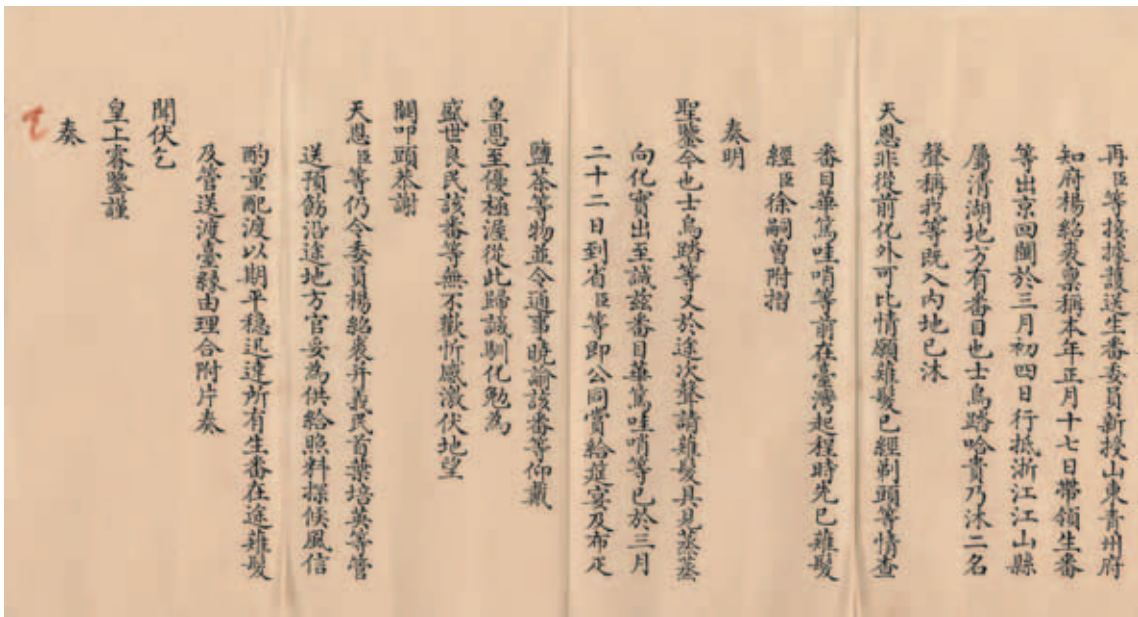 再臣等接據護送生番委員新授山東青州府
知府楊紹裘稟稱本年正月十七日帶領生番
等出京回閩於三月初四日行抵浙江江山縣
屬清湖地方有番目也士烏踏哈貴乃沐二名
聲稱我等既入內地已沐
天恩非從前化外可比情願薙髮已經剃頭等情查
番目華篤哇哨等前在臺灣起程時先已薙髮
經臣徐嗣曾附摺
奏明
聖鑒今也士烏踏等又於途次聲請薙髮具見蒸蒸
向化實出至誠茲番目華篤哇哨等已於三月
二十二日到省臣等即公同賞給筵宴及布疋
鹽茶等物並令通事曉諭該番等仰戴
皇恩至優極渥從此歸誠馴化勉為
盛世良民該番等無不歡忻感激伏地望
闕叩頭恭謝
天恩臣等仍令委員楊紹裘并義民首葉培英等管
送預飭沿途地方官妥為供給照料探候風信
酌量配渡以期平穩迅達所有生番在途薙髮
及管送渡臺緣由理合附片奏
聞伏乞
皇上睿鑒謹
奏